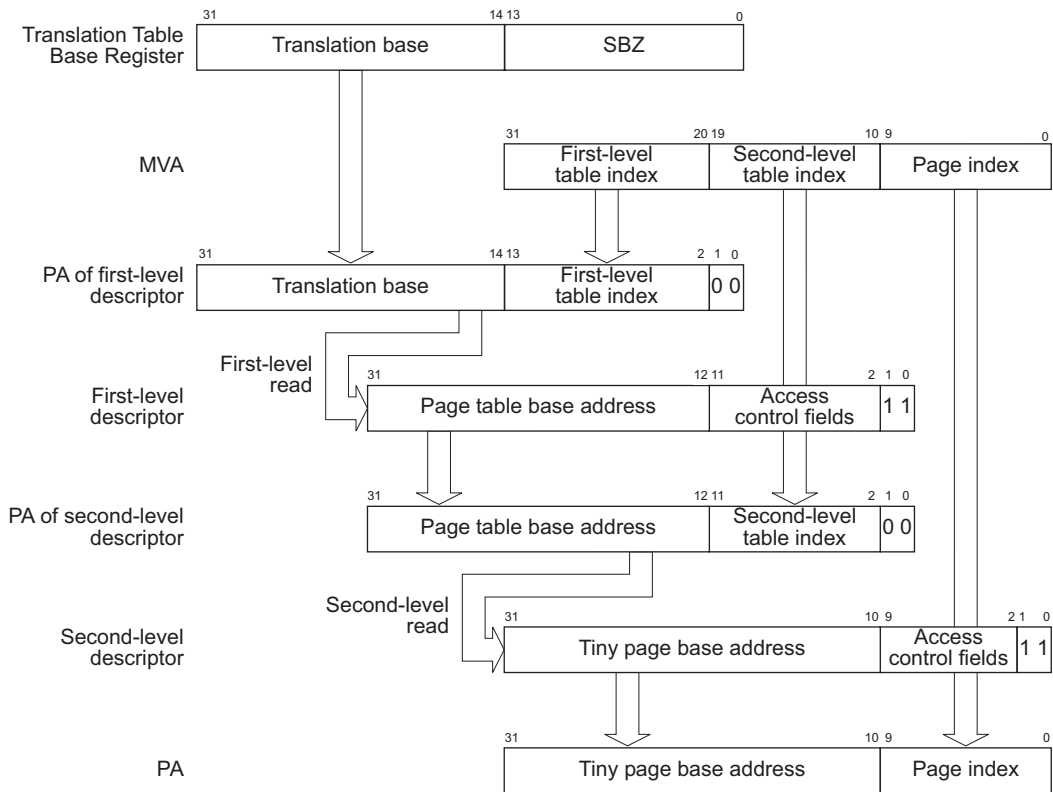 31 14 13 0
Translation Table
Base Register
Translation base SBZ
31 20 19 10 9 0
MVA
First-level
table index
Second-level
table index
Page index
31 14 13 2 1 0
PA of first-level
descriptor
Translation base
First-level
table index
0 0
First-level
read
31 12 11 2 1 0
First-level
descriptor
Page table base address
Access
control fields
1 1
31 12 11 2 1 0
PA of second-level
descriptor
Page table base address
Second-level
table index
0 0
Second-level
read
31 10 9 2 1 0
Second-level
descriptor
Tiny page base address
Access
control fields
1 1
31 10 9 0
PA
Tiny page base address Page index